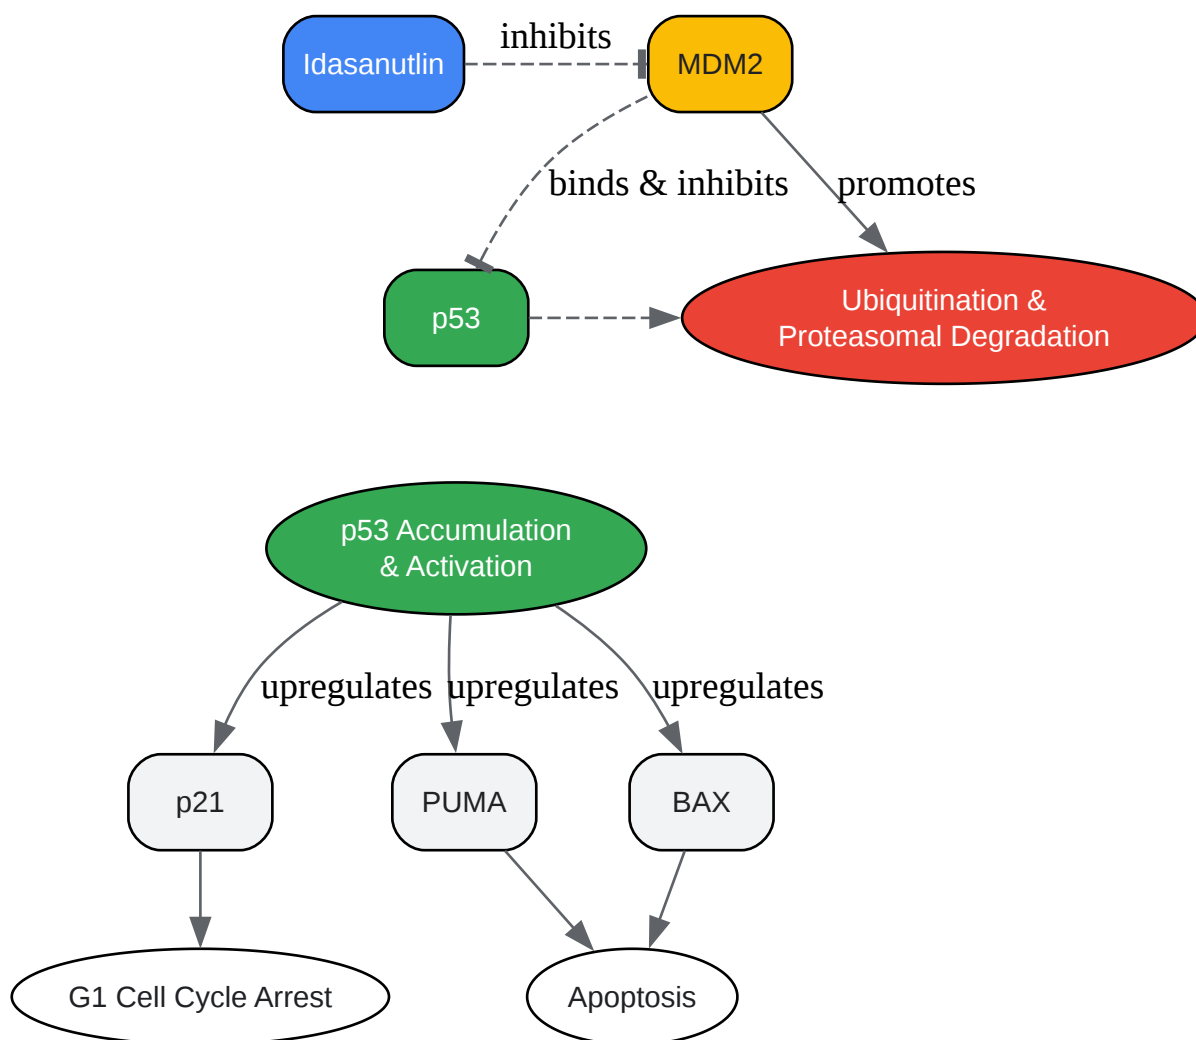 Idasanutlin
inhibits
MDM2
binds & inhibits
promotes
p53
Ubiquitination &
Proteasomal Degradation
p53 Accumulation
& Activation
upregulates
upregulates
upregulates
p21
PUMA
BAX
G1 Cell Cycle Arrest
Apoptosis